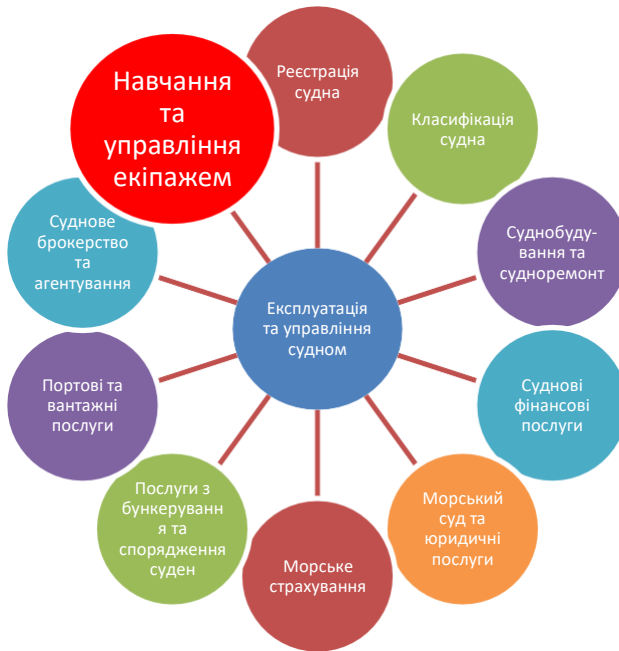 Навчання
та
управління
екіпажем
Реєстрація
судна
Класифікація
судна
Суднобуду-
вання та
судноремонт
Суднові
фінансові
послуги
Морський
суд та
юридичні
послуги
Морське
страхування
Послуги з
бункеруванн
я та
спорядження
суден
Портові та
вантажні
послуги
Суднове
брокерство
та
агентування
Експлуатація
та управління
судном